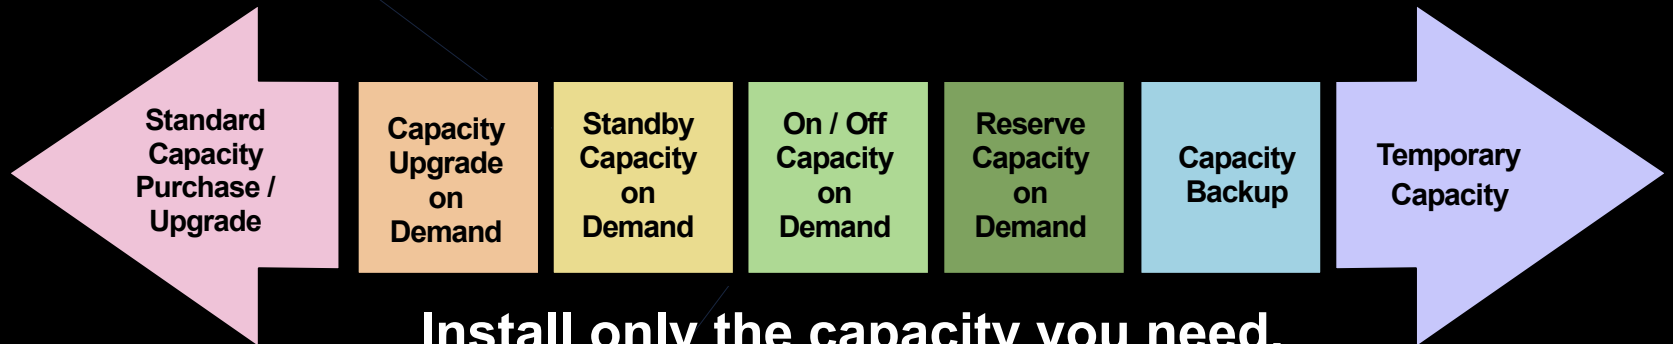 Standard
Capacity
Purchase /
Upgrade
Capacity
Upgrade
on
Demand
Standby
Capacity
on
Demand
On / Off
Capacity
on
Demand
Reserve
Capacity
on
Demand
Capacity
Backup
Temporary
Capacity
Install only the capacity you need.